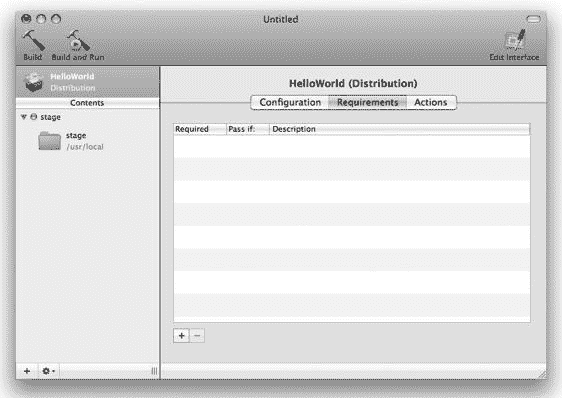 Untitled
Build
Build and Run
Edit Interface
HelloWorld
Distribution
HelloWorld (Distribution)
Contents
Configuration
Requirements
Actions
stage
stage
/usr/local
Required
Pass if:
Description